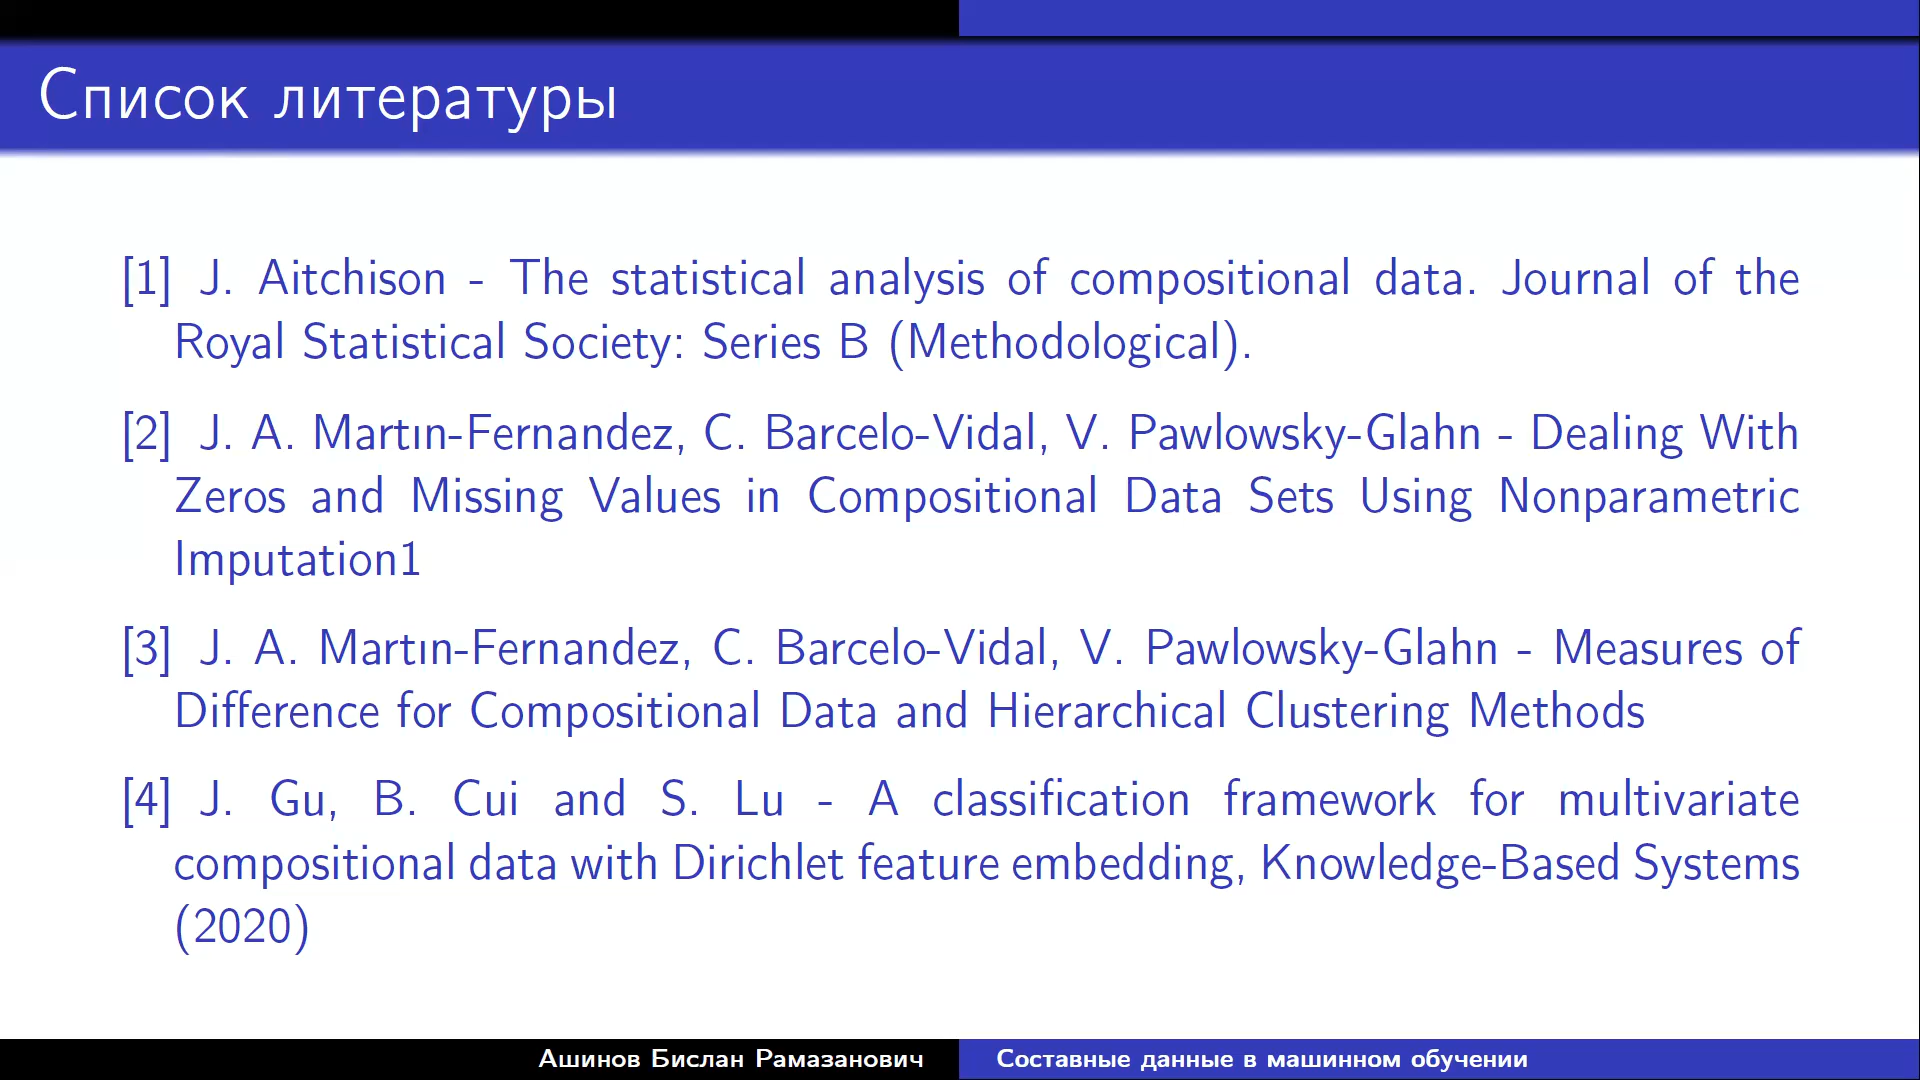 Список литературы
[1] J. Aitchison - The statistical analysis of compositional data. Journal of the
Royal Statistical Society: Series B (Methodological).
[2] J. A. Martın-Fernandez, C. Barcelo-Vidal, V. Pawlowsky-Glahn - Dealing With
Zeros and Missing Values in Compositional Data Sets Using Nonparametric
Imputation1
[3] J. A. Martın-Fernandez, C. Barcelo-Vidal, V. Pawlowsky-Glahn - Measures of
Difference for Compositional Data and Hierarchical Clustering Methods
[4] J. Gu, B. Cui and S. Lu - A classification framework for multivariate
compositional data with Dirichlet feature embedding, Knowledge-Based Systems
(2020)
Ашинов Бислан Рамазанович
Составные данные в машинном обучении